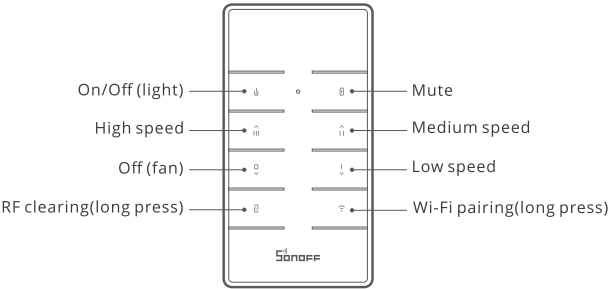 On/Off (light)
Mute
High speed
Medium speed
Off (fan)
Low speed
RF clearing(long press)
Wi-Fi pairing(long press)
SONOFF